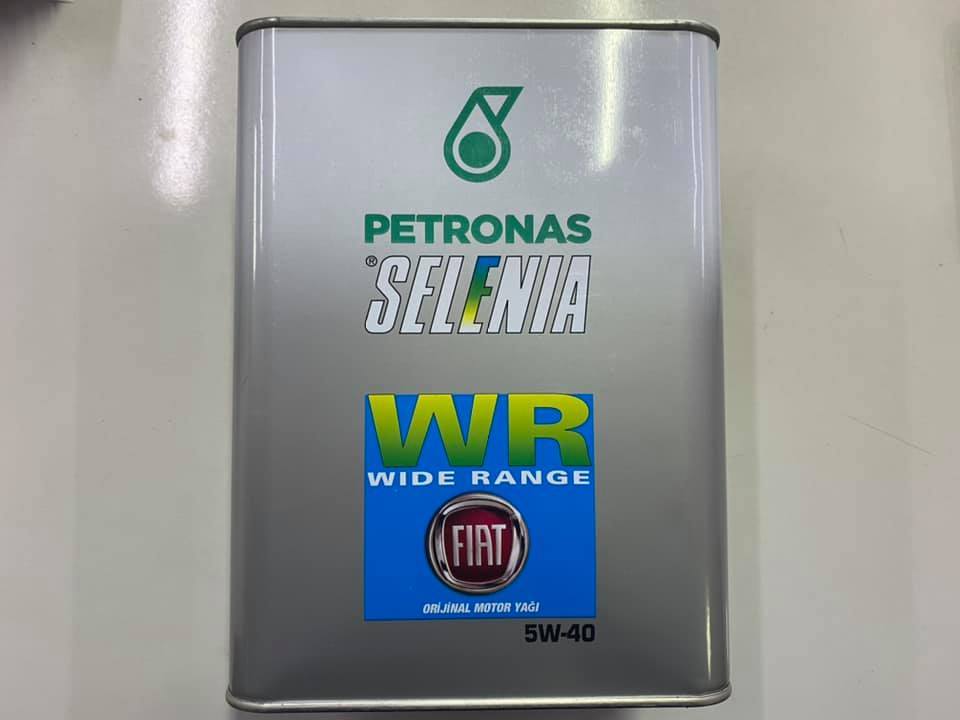 PETRONAS
® SELENIA
WR
WIDE RANGE
FIAT
ORİJİNAL MOTOR YAĞI
5W-40